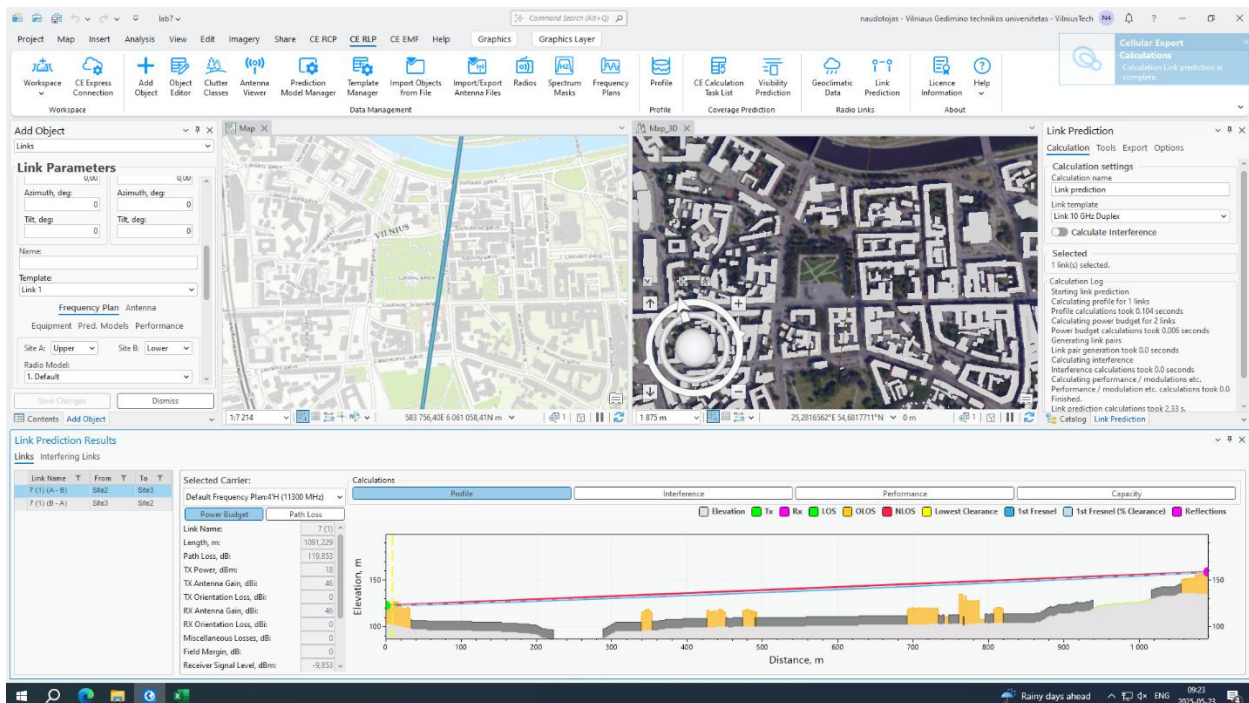 lab7
Command Search (Alt+Q)
naudotojas - Vilniaus Gedimino technikos universitetas - VilniusTech
N4
?
Project Map Insert Analysis View Edit Imagery Share CE RCP CE RLP CE EMF Help Graphics Graphics Layer
Workspace
CE Express Connection
Add Object
Object Editor
Clutter Classes
Antenna Viewer
Prediction Model Manager
Template Manager
Import Objects from File
Import/Export Antenna Files
Radios
Spectrum Masks
Frequency Plans
Profile
CE Calculation Task List
Visibility Prediction
Geoclimatic Data
Link Prediction
Licence Information
Help
Workspace
Data Management
Profile
Coverage Prediction
Radio Links
About
Cellular Expert
Calculations
Calculation Link prediction is complete.
Add Object
Links
Link Parameters
0,00 0,00
Azimuth, deg: Azimuth, deg:
0 0
Tilt, deg: Tilt, deg:
0 0
Name:
Template:
Link 1
Frequency Plan Antenna
Equipment Pred. Models Performance
Site A: Upper Site B: Lower
Radio Model:
1. Default
Save Changes Dismiss
Contents Add Object
Map
VILNIUS
1:7 214
583 756,40E 6 061 058,41N m
1
Map_3D
1 875 m
25,2816562°E 54,6817711°N
0 m
1
Link Prediction
Calculation Tools Export Options
Calculation settings
Calculation name
Link prediction
Link template
Link 10 GHz Duplex
Calculate Interference
Selected
1 link(s) selected.
Calculation Log
Starting link prediction
Calculating profile for 1 links
Profile calculations took 0.104 seconds
Calculating power budget for 2 links
Power budget calculations took 0.006 seconds
Generating link pairs
Link pair generation took 0.0 seconds
Calculating interference
Interference calculations took 0.0 seconds
Calculating performance / modulations etc.
Performance / modulation etc. calculations took 0.0
Finished.
Link prediction calculations took 2.33 s.
Catalog Link Prediction
Link Prediction Results
Links Interfering Links
Link Name From To
7 (1) (A - B) Site2 Site3
7 (1) (B - A) Site3 Site2
Selected Carrier:
Default Frequency Plan:4'H (11300 MHz)
Power Budget Path Loss
Link Name: 7 (1)
Length, m: 1091,229
Path Loss, dB: 119,853
TX Power, dBm: 18
TX Antenna Gain, dBi: 46
TX Orientation Loss, dBi: 0
RX Antenna Gain, dBi: 46
RX Orientation Loss, dBi: 0
Miscellaneous Losses, dB: 0
Field Margin, dB: 0
Receiver Signal Level, dBm: -9,853
Calculations
Profile Interference Performance Capacity
Elevation Tx Rx LOS OLOS NLOS Lowest Clearance 1st Fresnel 1st Fresnel (% Clearance) Reflections
Elevation, m
150 150
100 100
0 100 200 300 400 500 600 700 800 900 1000
Distance, m
Rainy days ahead
ENG
09:23
2025-05-23
4